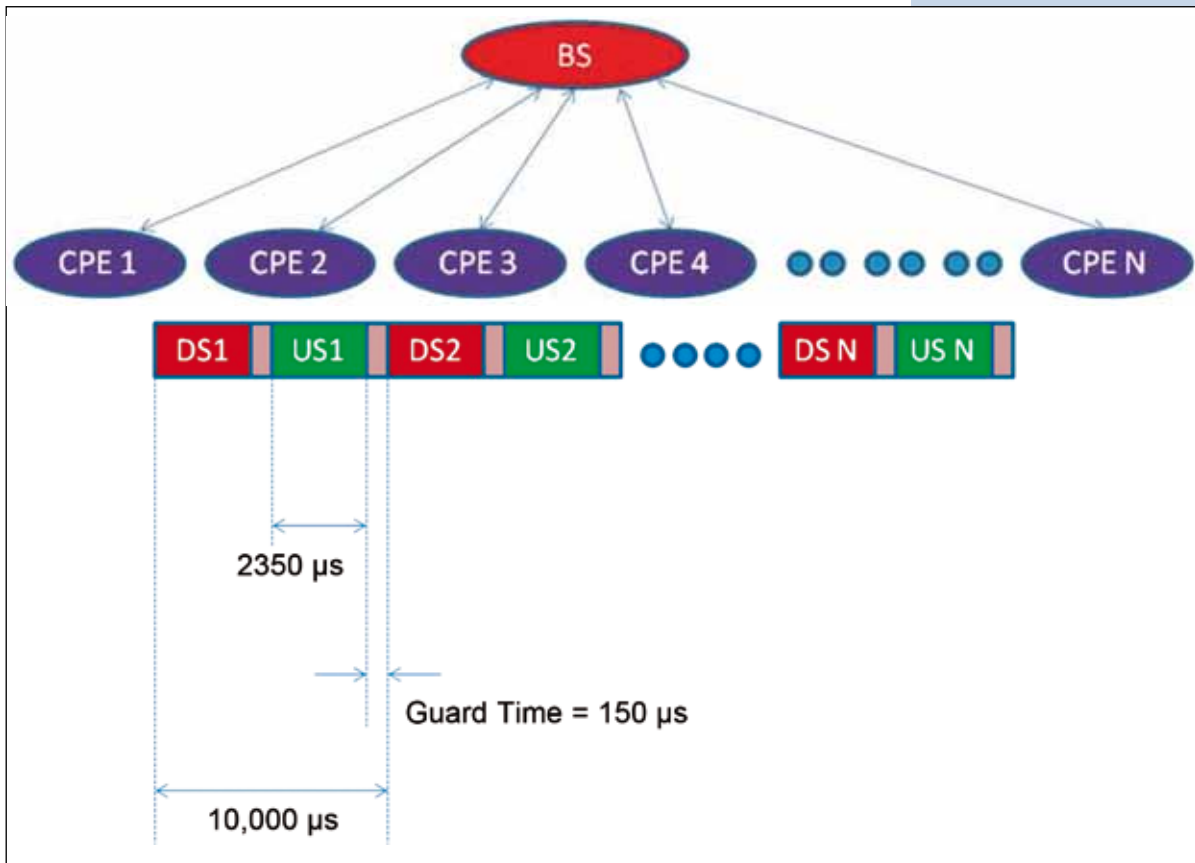 BS
CPE 1 CPE 2 CPE 3 CPE 4 CPE N
DS1 US1 DS2 US2 DS N US N
2350 µs
Guard Time = 150 µs
10,000 µs